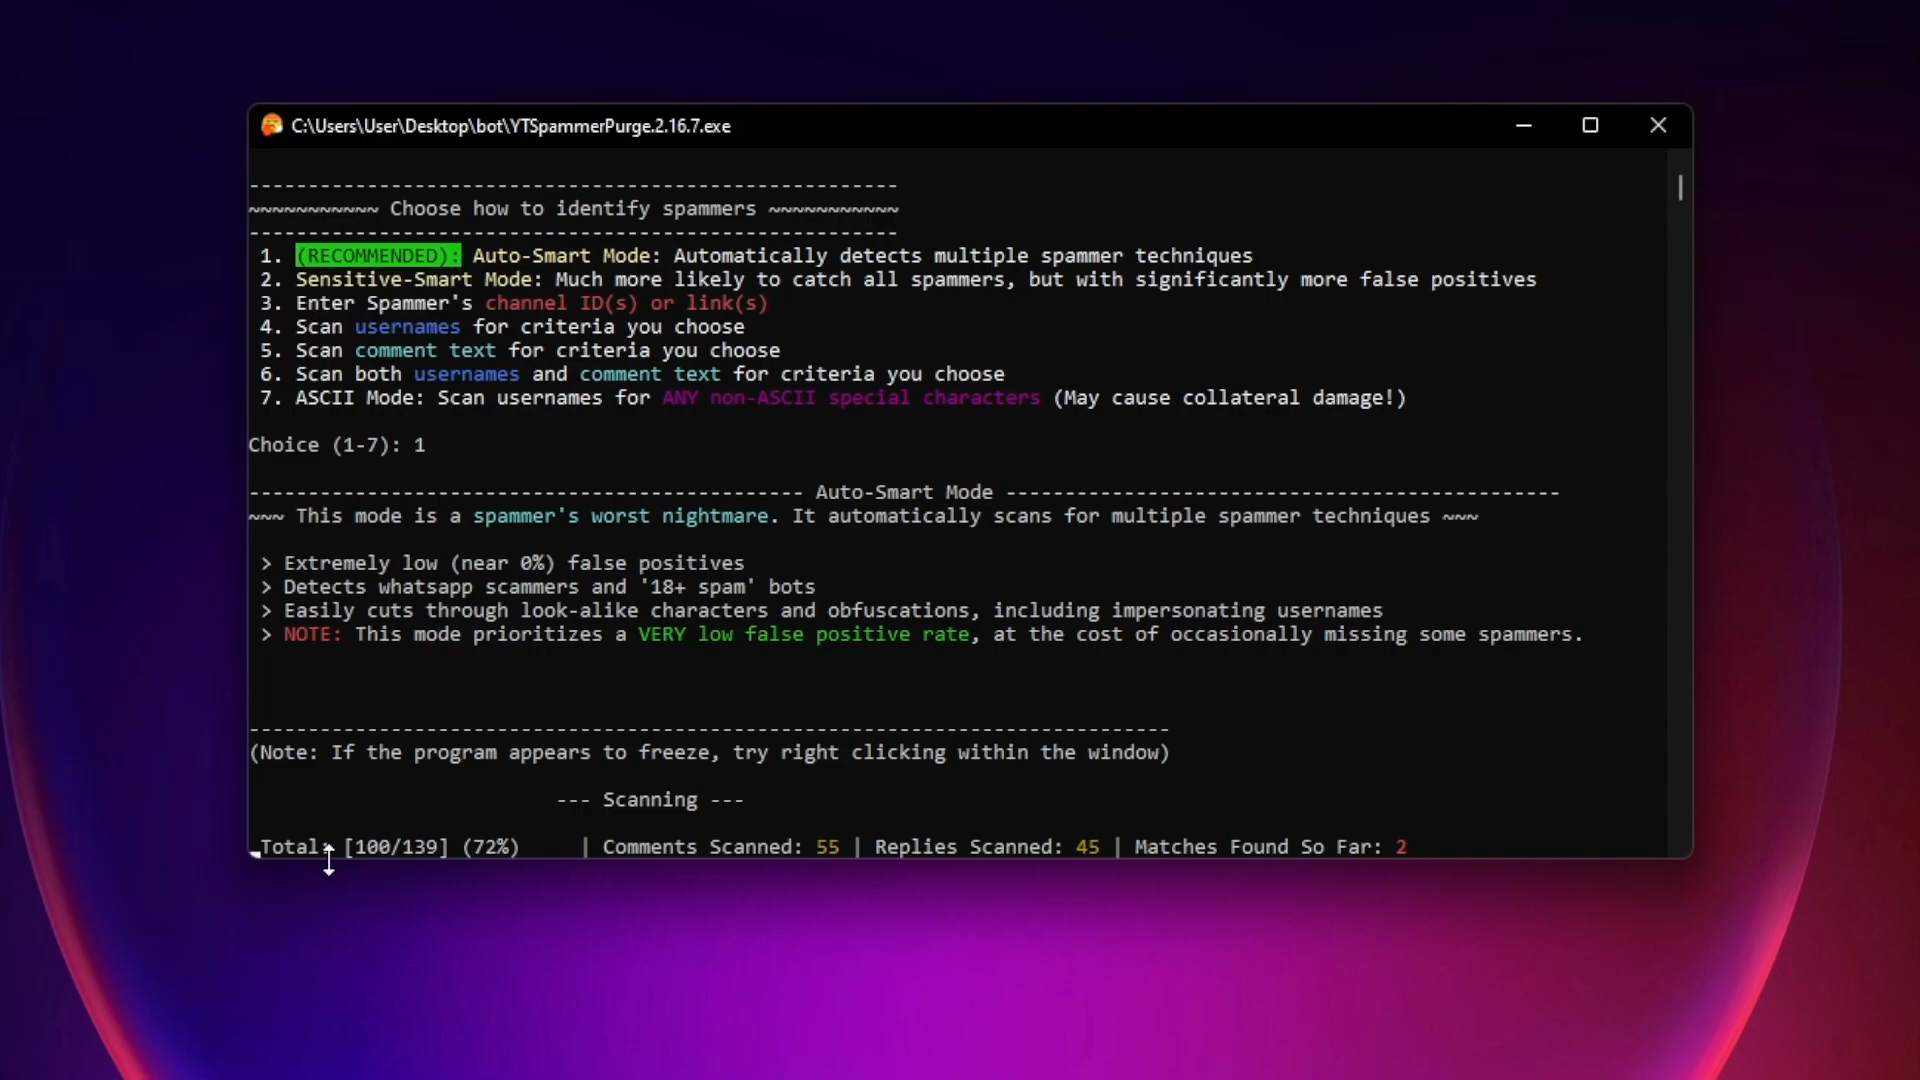 C:\Users\User\Desktop\bot\YTSpammerPurge.2.16.7.exe
-------------------------------------------------------
~~~~~~~~~~~ Choose how to identify spammers ~~~~~~~~~~~
-------------------------------------------------------
1. (RECOMMENDED): Auto-Smart Mode: Automatically detects multiple spammer techniques
2. Sensitive-Smart Mode: Much more likely to catch all spammers, but with significantly more false positives
3. Enter Spammer's channel ID(s) or link(s)
4. Scan usernames for criteria you choose
5. Scan comment text for criteria you choose
6. Scan both usernames and comment text for criteria you choose
7. ASCII Mode: Scan usernames for ANY non-ASCII special characters (May cause collateral damage!)
Choice (1-7): 1
----------------------------------------------- Auto-Smart Mode -----------------------------------------------
~~~ This mode is a spammer's worst nightmare. It automatically scans for multiple spammer techniques ~~~
> Extremely low (near 0%) false positives
> Detects whatsapp scammers and '18+ spam' bots
> Easily cuts through look-alike characters and obfuscations, including impersonating usernames
> NOTE: This mode prioritizes a VERY low false positive rate, at the cost of occasionally missing some spammers.
------------------------------------------------------------------------------
(Note: If the program appears to freeze, try right clicking within the window)
--- Scanning ---
Total: [100/139] (72%) | Comments Scanned: 55 | Replies Scanned: 45 | Matches Found So Far: 2